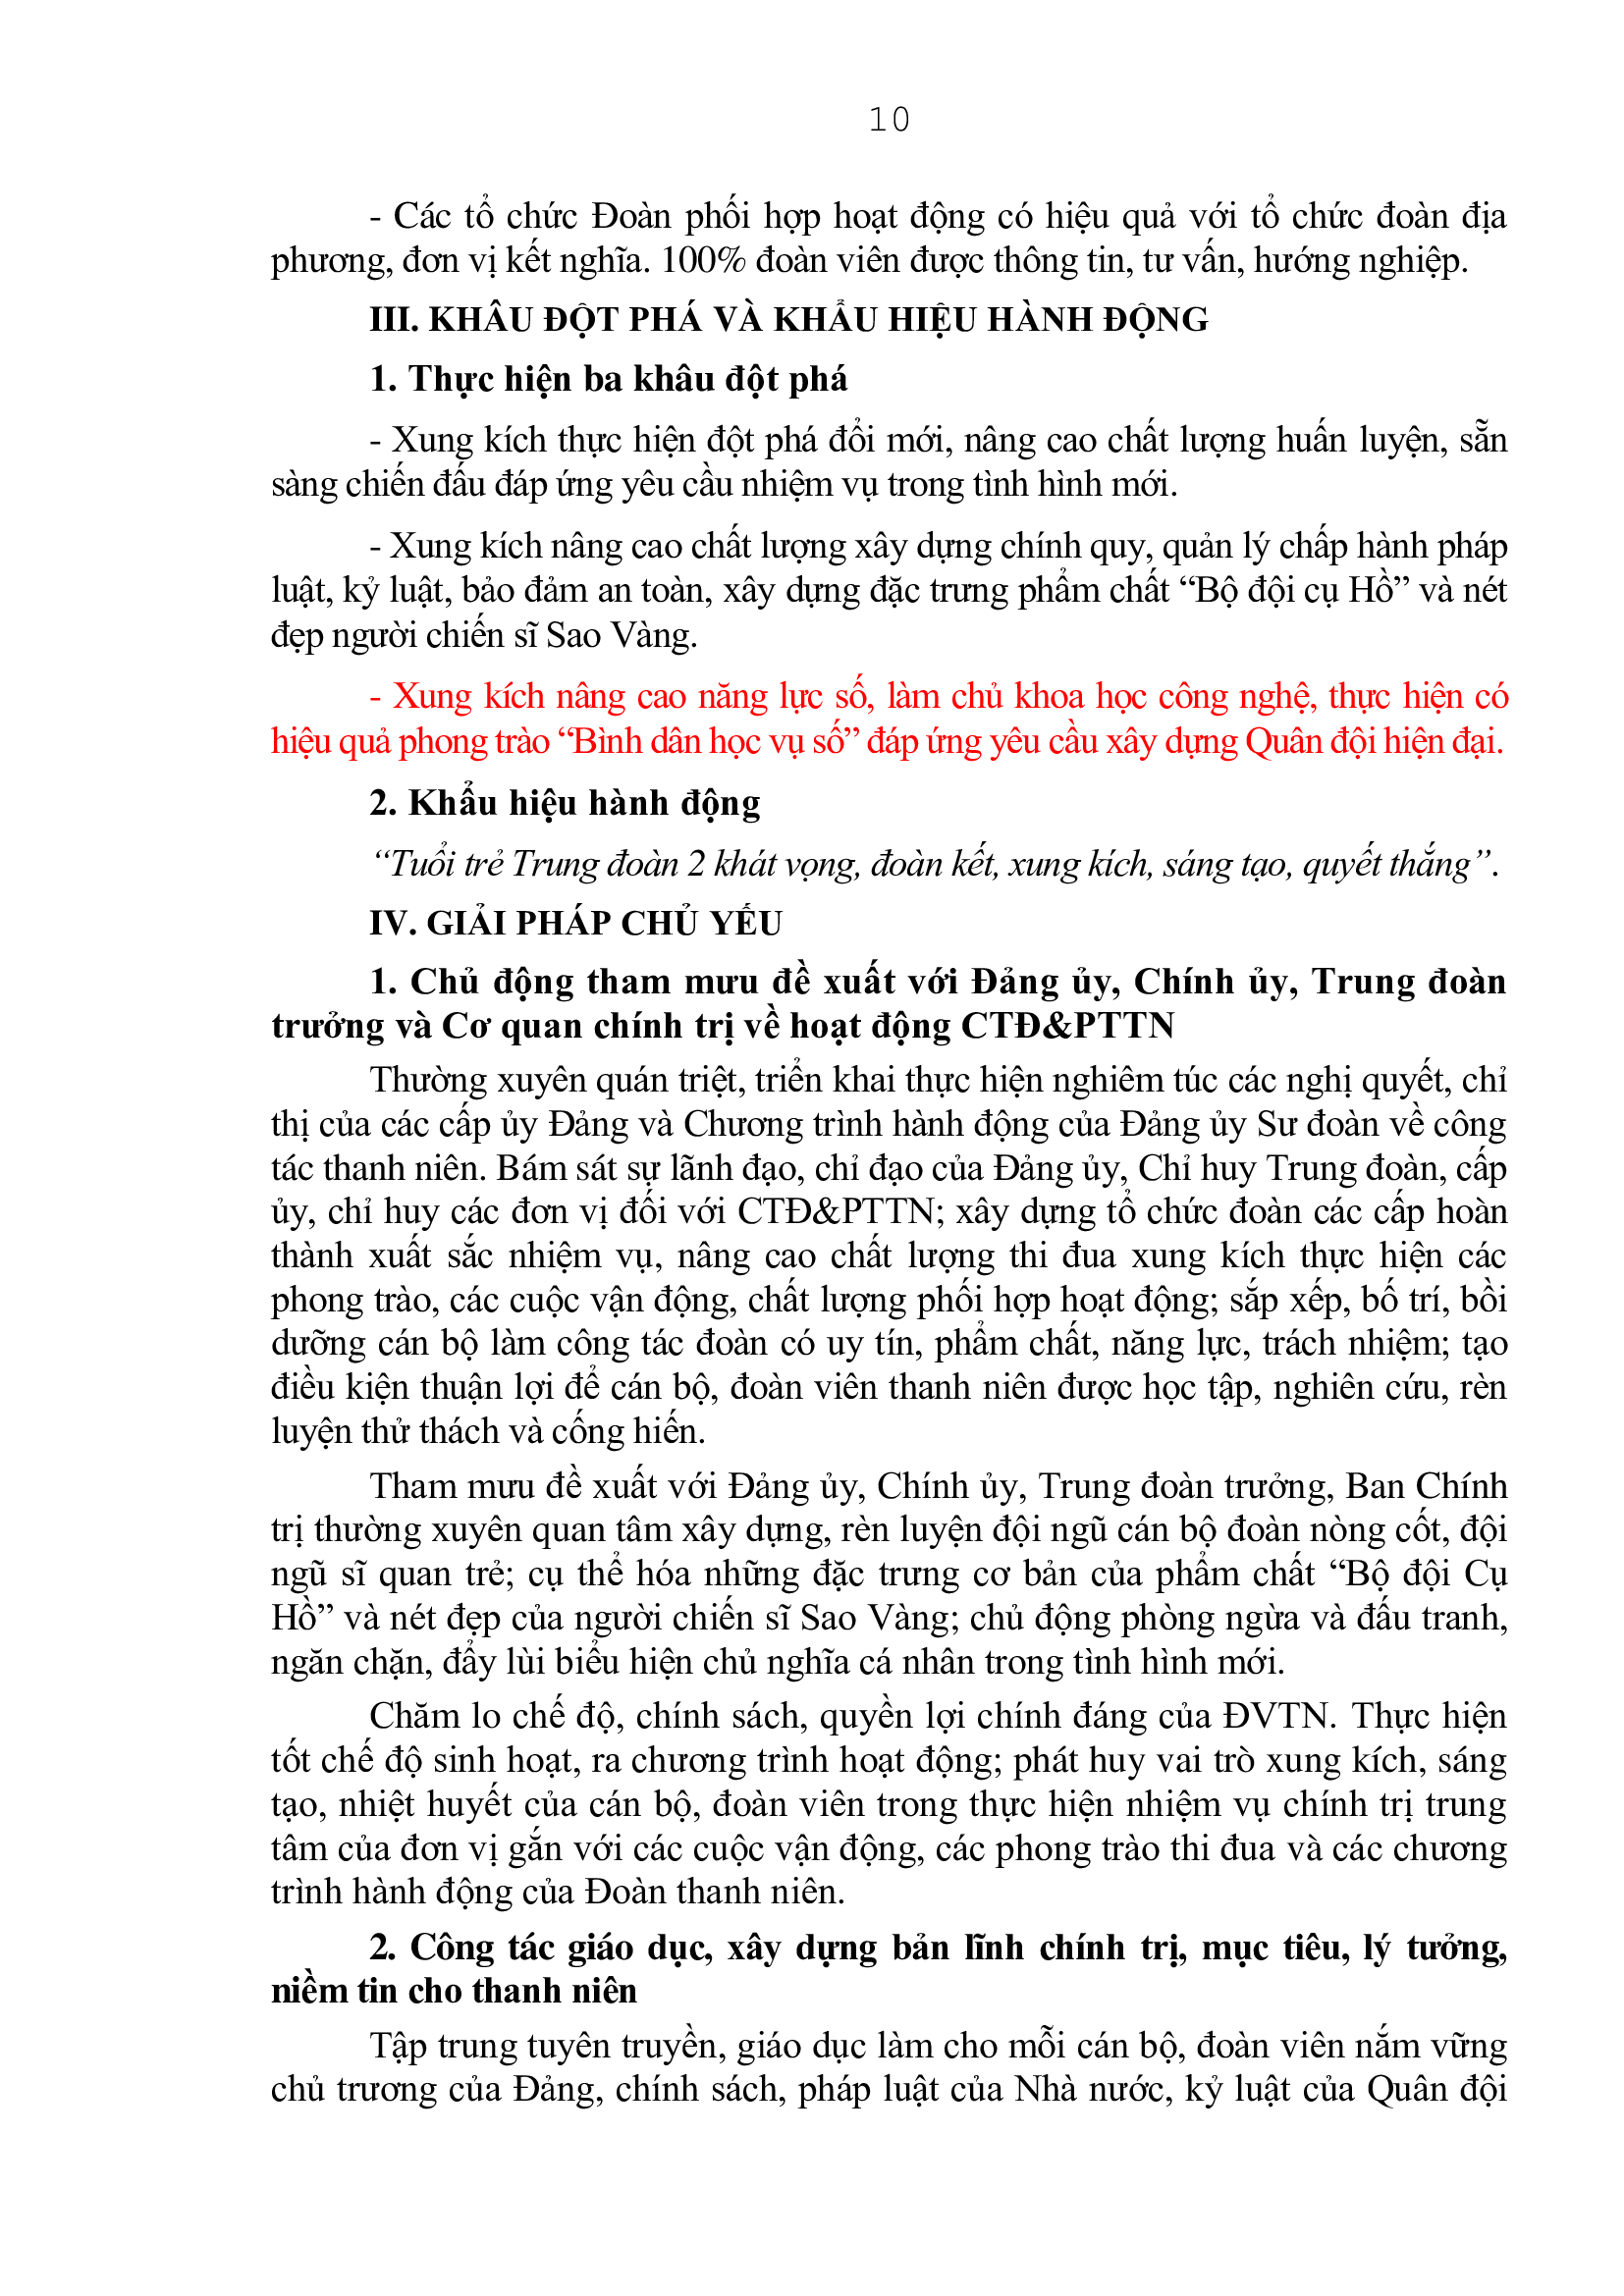 10
- Các tổ chức Đoàn phối hợp hoạt động có hiệu quả với tổ chức đoàn địa
phương, đơn vị kết nghĩa. 100% đoàn viên được thông tin, tư vấn, hướng nghiệp.
III. KHÂU ĐỘT PHÁ VÀ KHẨU HIỆU HÀNH ĐỘNG
1. Thực hiện ba khâu đột phá
- Xung kích thực hiện đột phá đổi mới, nâng cao chất lượng huấn luyện, sẵn
sàng chiến đấu đáp ứng yêu cầu nhiệm vụ trong tình hình mới.
- Xung kích nâng cao chất lượng xây dựng chính quy, quản lý chấp hành pháp
luật, kỷ luật, bảo đảm an toàn, xây dựng đặc trưng phẩm chất “Bộ đội cụ Hồ” và nét
đẹp người chiến sĩ Sao Vàng.
- Xung kích nâng cao năng lực số, làm chủ khoa học công nghệ, thực hiện có
hiệu quả phong trào “Bình dân học vụ số” đáp ứng yêu cầu xây dựng Quân đội hiện đại.
2. Khẩu hiệu hành động
“Tuổi trẻ Trung đoàn 2 khát vọng, đoàn kết, xung kích, sáng tạo, quyết thắng”.
IV. GIẢI PHÁP CHỦ YẾU
1. Chủ động tham mưu đề xuất với Đảng ủy, Chính ủy, Trung đoàn
trưởng và Cơ quan chính trị về hoạt động CTĐ&PTTN
Thường xuyên quán triệt, triển khai thực hiện nghiêm túc các nghị quyết, chỉ
thị của các cấp ủy Đảng và Chương trình hành động của Đảng ủy Sư đoàn về công
tác thanh niên. Bám sát sự lãnh đạo, chỉ đạo của Đảng ủy, Chỉ huy Trung đoàn, cấp
ủy, chỉ huy các đơn vị đối với CTĐ&PTTN; xây dựng tổ chức đoàn các cấp hoàn
thành xuất sắc nhiệm vụ, nâng cao chất lượng thi đua xung kích thực hiện các
phong trào, các cuộc vận động, chất lượng phối hợp hoạt động; sắp xếp, bố trí, bồi
dưỡng cán bộ làm công tác đoàn có uy tín, phẩm chất, năng lực, trách nhiệm; tạo
điều kiện thuận lợi để cán bộ, đoàn viên thanh niên được học tập, nghiên cứu, rèn
luyện thử thách và cống hiến.
Tham mưu đề xuất với Đảng ủy, Chính ủy, Trung đoàn trưởng, Ban Chính
trị thường xuyên quan tâm xây dựng, rèn luyện đội ngũ cán bộ đoàn nòng cốt, đội
ngũ sĩ quan trẻ; cụ thể hóa những đặc trưng cơ bản của phẩm chất “Bộ đội Cụ
Hồ” và nét đẹp của người chiến sĩ Sao Vàng; chủ động phòng ngừa và đấu tranh,
ngăn chặn, đẩy lùi biểu hiện chủ nghĩa cá nhân trong tình hình mới.
Chăm lo chế độ, chính sách, quyền lợi chính đáng của ĐVTN. Thực hiện
tốt chế độ sinh hoạt, ra chương trình hoạt động; phát huy vai trò xung kích, sáng
tạo, nhiệt huyết của cán bộ, đoàn viên trong thực hiện nhiệm vụ chính trị trung
tâm của đơn vị gắn với các cuộc vận động, các phong trào thi đua và các chương
trình hành động của Đoàn thanh niên.
2. Công tác giáo dục, xây dựng bản lĩnh chính trị, mục tiêu, lý tưởng,
niềm tin cho thanh niên
Tập trung tuyên truyền, giáo dục làm cho mỗi cán bộ, đoàn viên nắm vững
chủ trương của Đảng, chính sách, pháp luật của Nhà nước, kỷ luật của Quân đội